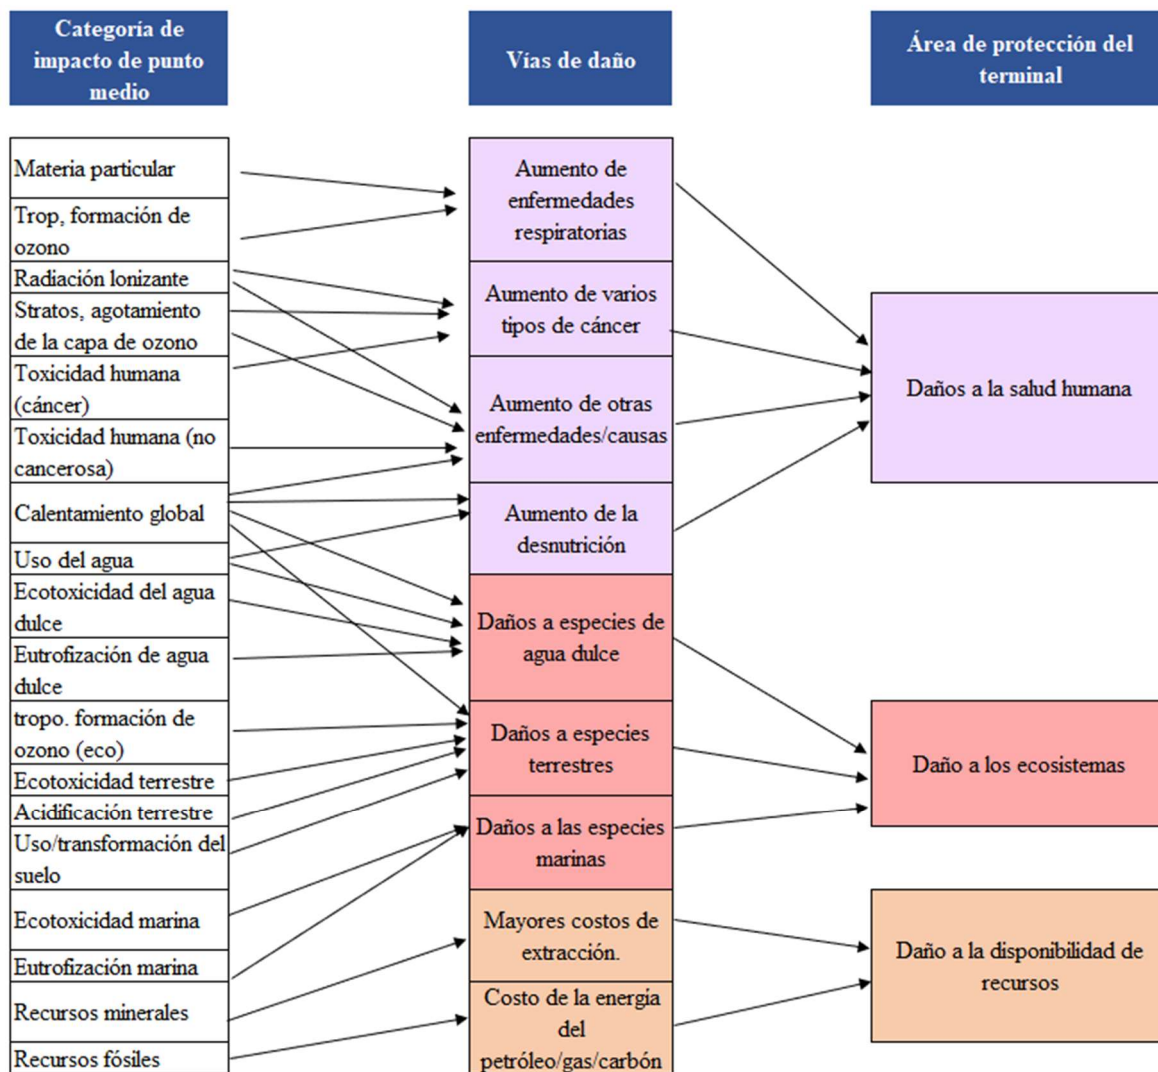 Categoría de
impacto de punto
medio
Vías de daño
Área de protección del
terminal
Materia particular
Trop, formación de
ozono
Radiación Ionizante
Stratos, agotamiento
de la capa de ozono
Toxicidad humana
(cáncer)
Toxicidad humana (no
cancerosa)
Calentamiento global
Uso del agua
Ecotoxicidad del agua
dulce
Eutrofización de agua
dulce
tropo. formación de
ozono (eco)
Ecotoxicidad terrestre
Acidificación terrestre
Uso/transformación del
suelo
Ecotoxicidad marina
Eutrofización marina
Recursos minerales
Recursos fósiles
Aumento de
enfermedades
respiratorias
Aumento de varios
tipos de cáncer
Aumento de otras
enfermedades/causas
Aumento de la
desnutrición
Daños a especies de
agua dulce
Daños a especies
terrestres
Daños a las especies
marinas
Mayores costos de
extracción.
Costo de la energía
del
petróleo/gas/carbón
Daños a la salud humana
Daño a los ecosistemas
Daño a la disponibilidad de
recursos